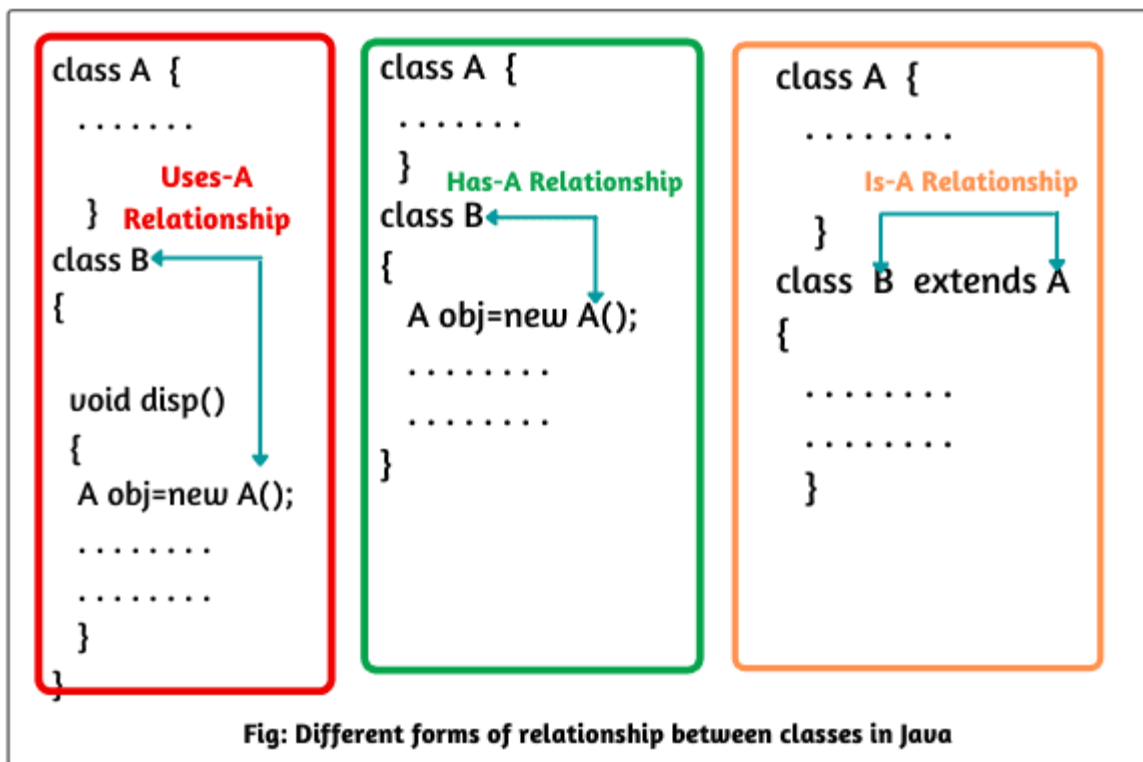 class A {
. . . . . . .
Uses-A
Relationship
}
class B
{
void disp()
{
A obj=new A();
. . . . . . . .
. . . . . . . .
}
}
class A {
. . . . . . .
}
Has-A Relationship
class B
{
A obj=new A();
. . . . . . . .
. . . . . . . .
}
class A {
. . . . . . . .
Is-A Relationship
}
class B extends A
{
. . . . . . . .
. . . . . . . .
}
Fig: Different forms of relationship between classes in Java